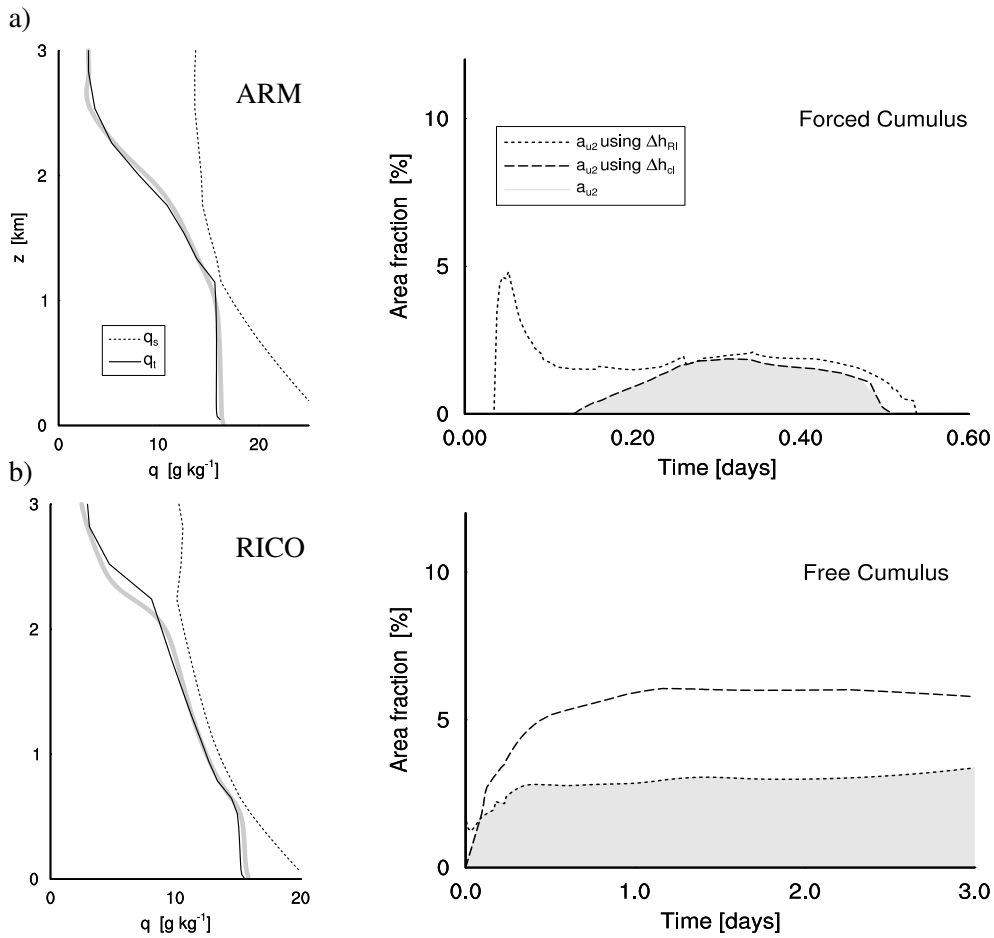 a)
3
2
1
0
z [km]
ARM
q_s
q_t
0
10
20
q [g kg⁻¹]
10
5
0
Area fraction [%]
Forced Cumulus
a_u2 using Δh_RI
a_u2 using Δh_cl
a_u2
0.00
0.20
0.40
0.60
Time [days]
b)
3
2
1
0
RICO
0
10
20
q [g kg⁻¹]
10
5
0
Area fraction [%]
Free Cumulus
0.0
1.0
2.0
3.0
Time [days]